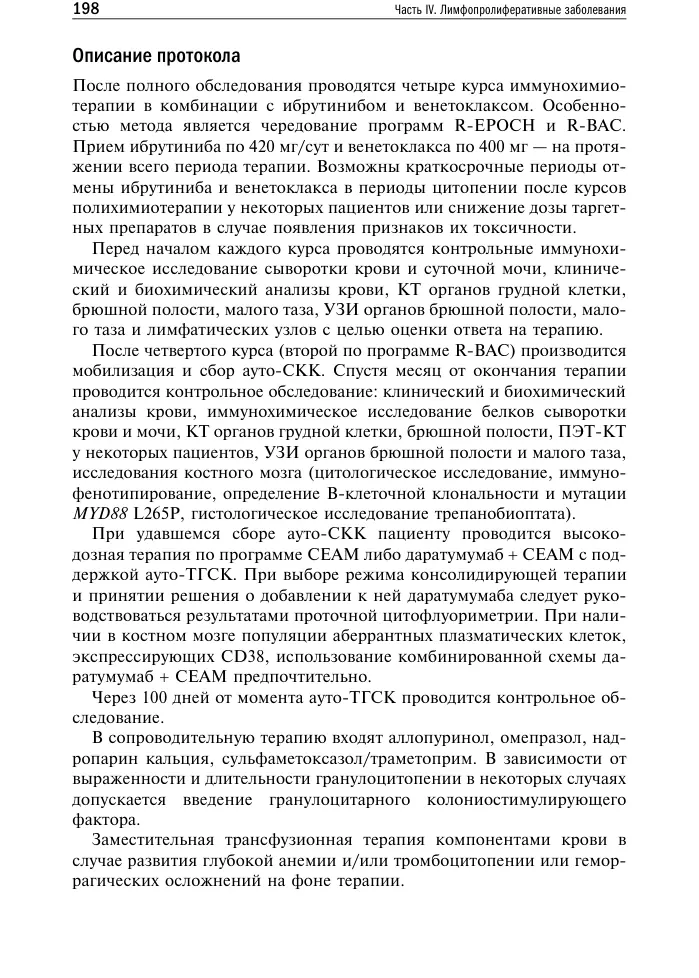 198
Часть IV. Лимфопролиферативные заболевания
Описание протокола
После полного обследования проводятся четыре курса иммунохимио-
терапии в комбинации с ибрутинибом и венетоклаксом. Особенно-
стью метода является чередование программ R-EPOCH и R-BAC.
Прием ибрутиниба по 420 мг/сут и венетоклакса по 400 мг — на протя-
жении всего периода терапии. Возможны краткосрочные периоды от-
мены ибрутиниба и венетоклакса в периоды цитопении после курсов
полихимиотерапии у некоторых пациентов или снижение дозы таргет-
ных препаратов в случае появления признаков их токсичности.
Перед началом каждого курса проводятся контрольные иммунохи-
мическое исследование сыворотки крови и суточной мочи, клиниче-
ский и биохимический анализы крови, КТ органов грудной клетки,
брюшной полости, малого таза, УЗИ органов брюшной полости, мало-
го таза и лимфатических узлов с целью оценки ответа на терапию.
После четвертого курса (второй по программе R-BAC) производится
мобилизация и сбор ауто-СКК. Спустя месяц от окончания терапии
проводится контрольное обследование: клинический и биохимический
анализы крови, иммунохимическое исследование белков сыворотки
крови и мочи, КТ органов грудной клетки, брюшной полости, ПЭТ-КТ
у некоторых пациентов, УЗИ органов брюшной полости и малого таза,
исследования костного мозга (цитологическое исследование, иммуно-
фенотипирование, определение В-клеточной клональности и мутации
MYD88 L265P, гистологическое исследование трепанобиоптата).
При удавшемся сборе ауто-СКК пациенту проводится высоко-
дозная терапия по программе CEAM либо даратумумаб + CEAM с под-
держкой ауто-ТГСК. При выборе режима консолидирующей терапии
и принятии решения о добавлении к ней даратумумаба следует руко-
водствоваться результатами проточной цитофлуориметрии. При нали-
чии в костном мозге популяции аберрантных плазматических клеток,
экспрессирующих CD38, использование комбинированной схемы да-
ратумумаб + CEAM предпочтительно.
Через 100 дней от момента ауто-ТГСК проводится контрольное об-
следование.
В сопроводительную терапию входят аллопуринол, омепразол, над-
ропарин кальция, сульфаметоксазол/траметоприм. В зависимости от
выраженности и длительности гранулоцитопении в некоторых случаях
допускается введение гранулоцитарного колониостимулирующего
фактора.
Заместительная трансфузионная терапия компонентами крови в
случае развития глубокой анемии и/или тромбоцитопении или гемор-
рагических осложнений на фоне терапии.